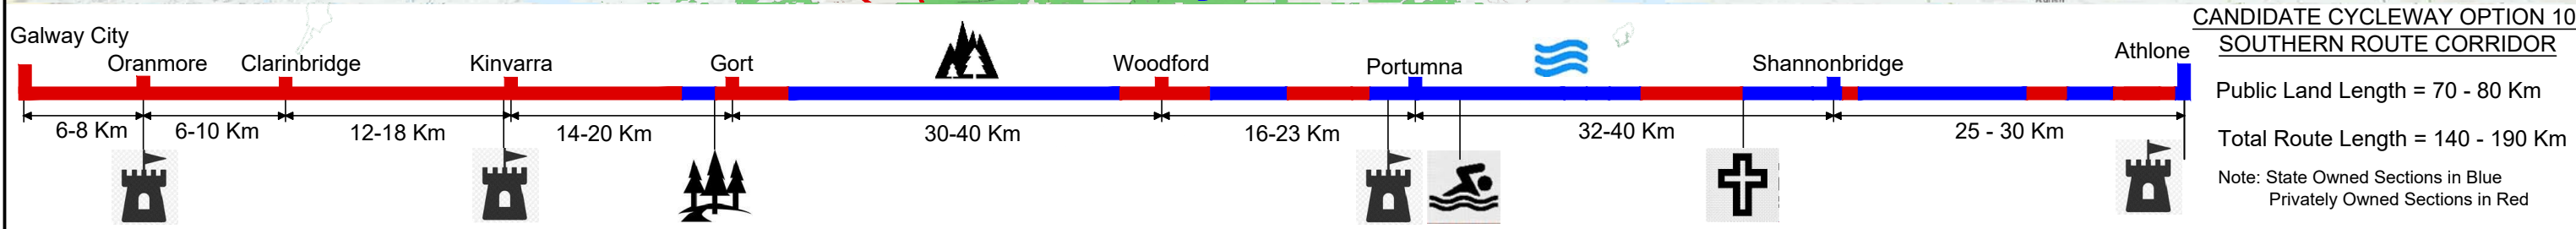 CANDIDATE CYCLEWAY OPTION 10
SOUTHERN ROUTE CORRIDOR
Galway City
Oranmore
Clarinbridge
Kinvarra
Gort
Woodford
Portumna
Shannonbridge
Athlone
6-8 Km
6-10 Km
12-18 Km
14-20 Km
30-40 Km
16-23 Km
32-40 Km
25 - 30 Km
Public Land Length = 70 - 80 Km
Total Route Length = 140 - 190 Km
Note: State Owned Sections in Blue
Privately Owned Sections in Red